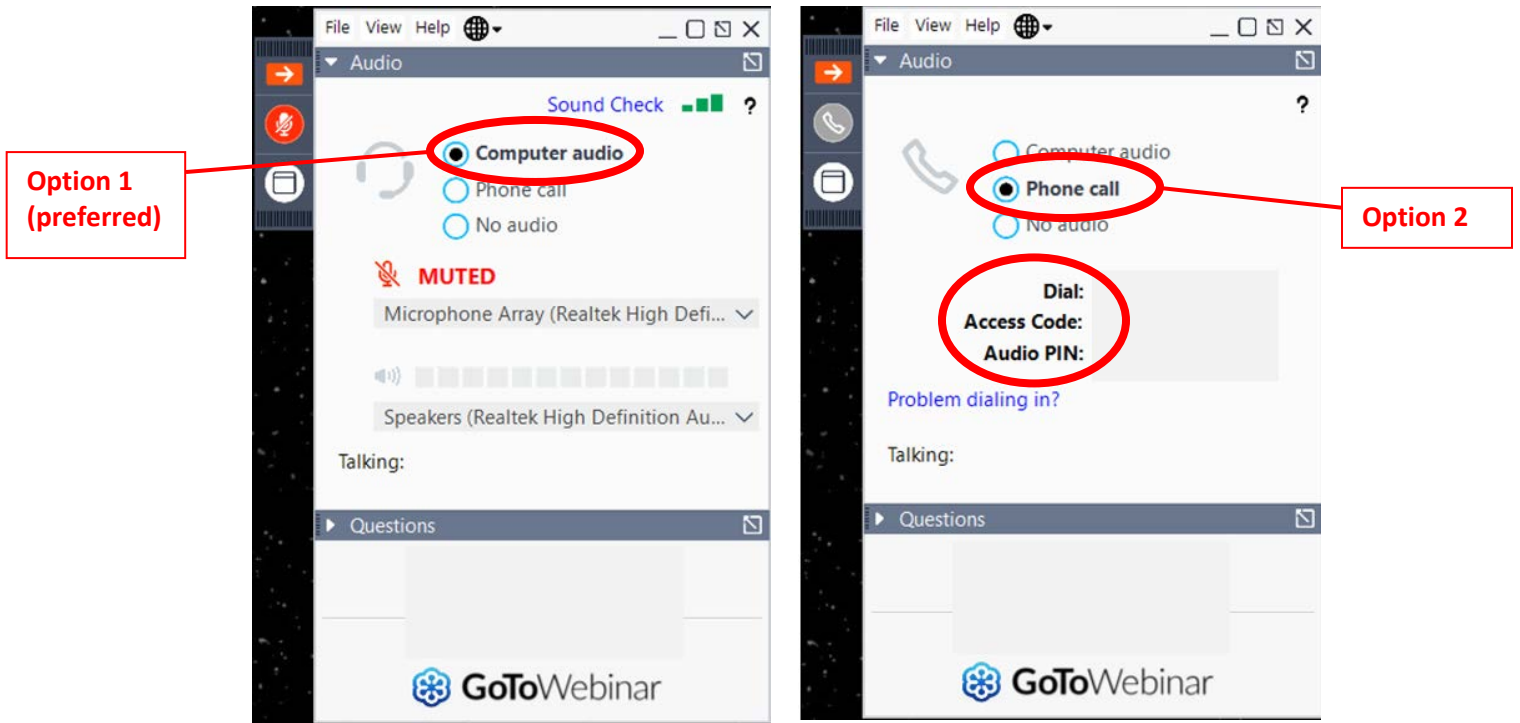 Option 1
(preferred)
File View Help
Audio
Sound Check ?
Computer audio
Phone call
No audio
MUTED
Microphone Array (Realtek High Defi...
Speakers (Realtek High Definition Au...
Talking:
Questions
GoToWebinar
File View Help
Audio
?
Computer audio
Phone call
No audio
Dial:
Access Code:
Audio PIN:
Problem dialing in?
Talking:
Questions
GoToWebinar
Option 2